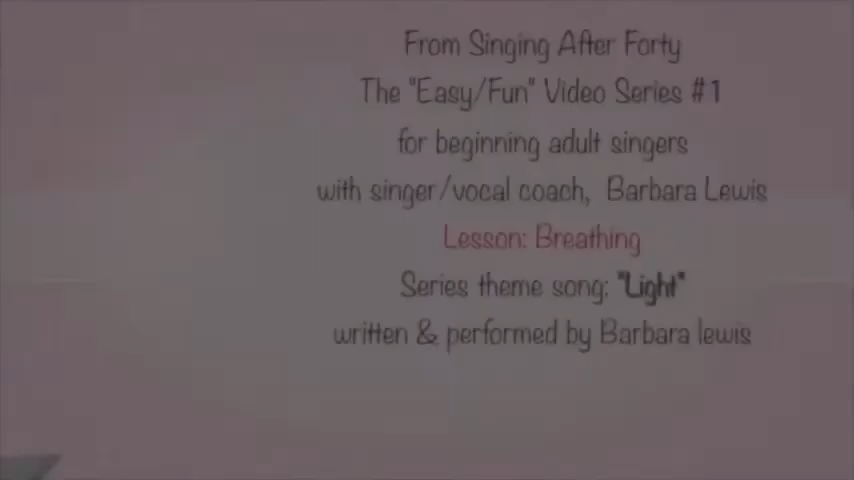 From Singing After Forty
The "Easy/Fun" Video Series #1
for beginning adult singers
with singer/vocal coach, Barbara Lewis
Lesson: Breathing
Series theme song: "Light"
written & performed by Barbara lewis